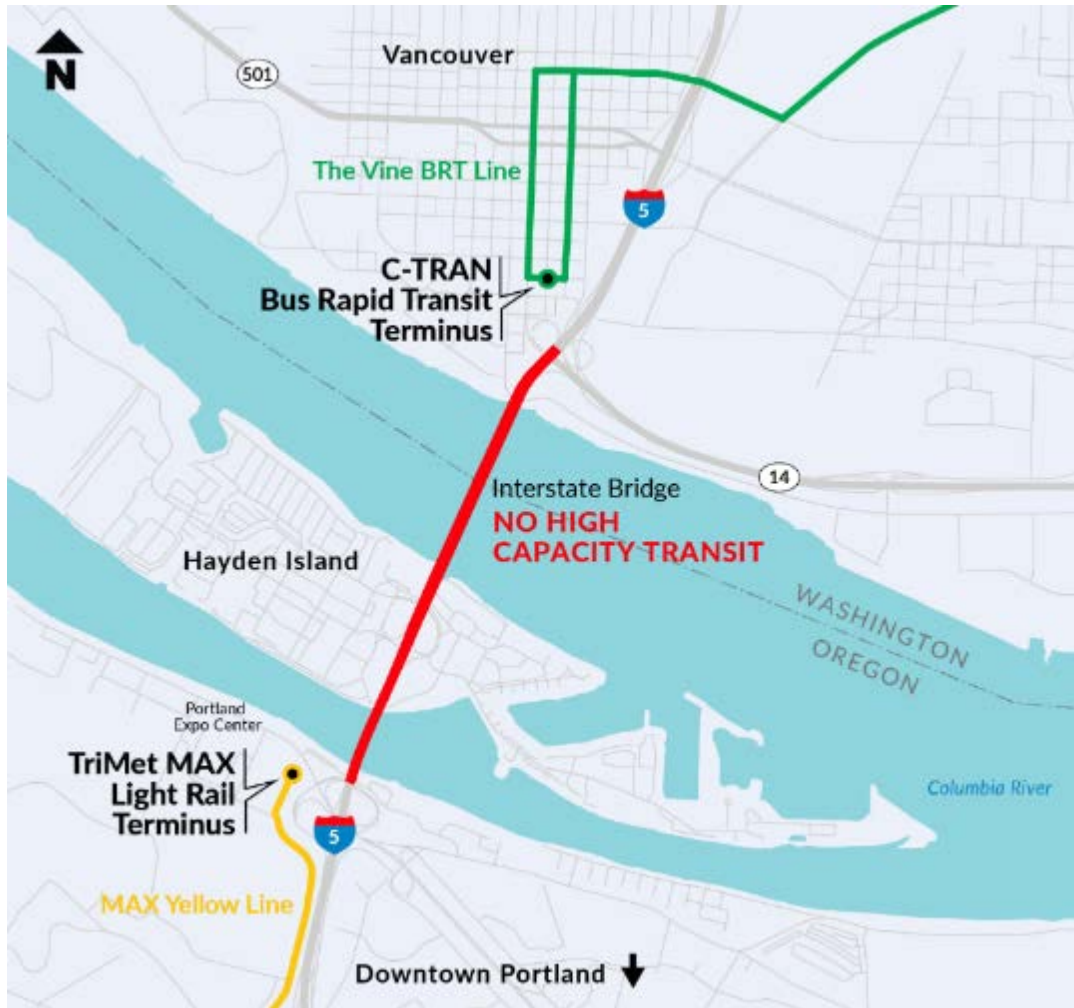 N
Vancouver
501
The Vine BRT Line
5
C-TRAN
Bus Rapid Transit
Terminus
14
Interstate Bridge
NO HIGH
CAPACITY TRANSIT
Hayden Island
WASHINGTON
OREGON
Portland
Expo Center
TriMet MAX
Light Rail
Terminus
Columbia River
5
MAX Yellow Line
Downtown Portland